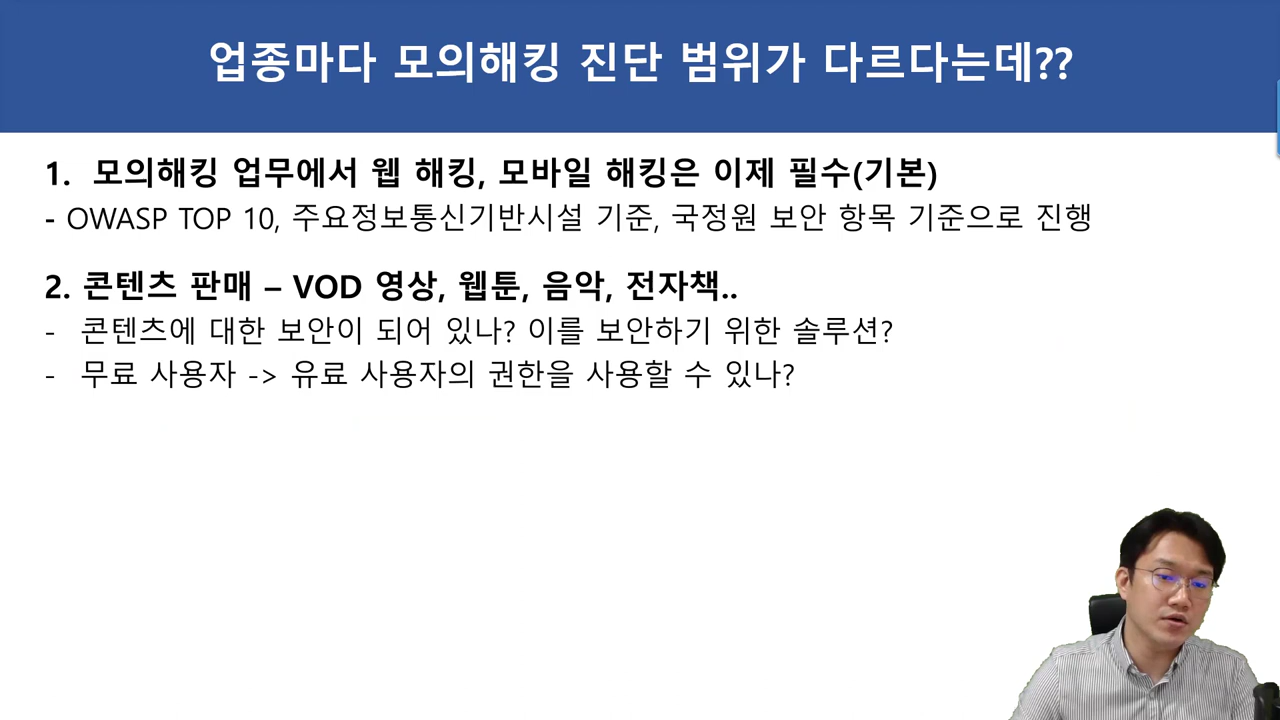 업종마다 모의해킹 진단 범위가 다르다는데??
1. 모의해킹 업무에서 웹 해킹, 모바일 해킹은 이제 필수(기본)
- OWASP TOP 10, 주요정보통신기반시설 기준, 국정원 보안 항목 기준으로 진행
2. 콘텐츠 판매 – VOD 영상, 웹툰, 음악, 전자책..
- 콘텐츠에 대한 보안이 되어 있나? 이를 보안하기 위한 솔루션?
- 무료 사용자 -> 유료 사용자의 권한을 사용할 수 있나?